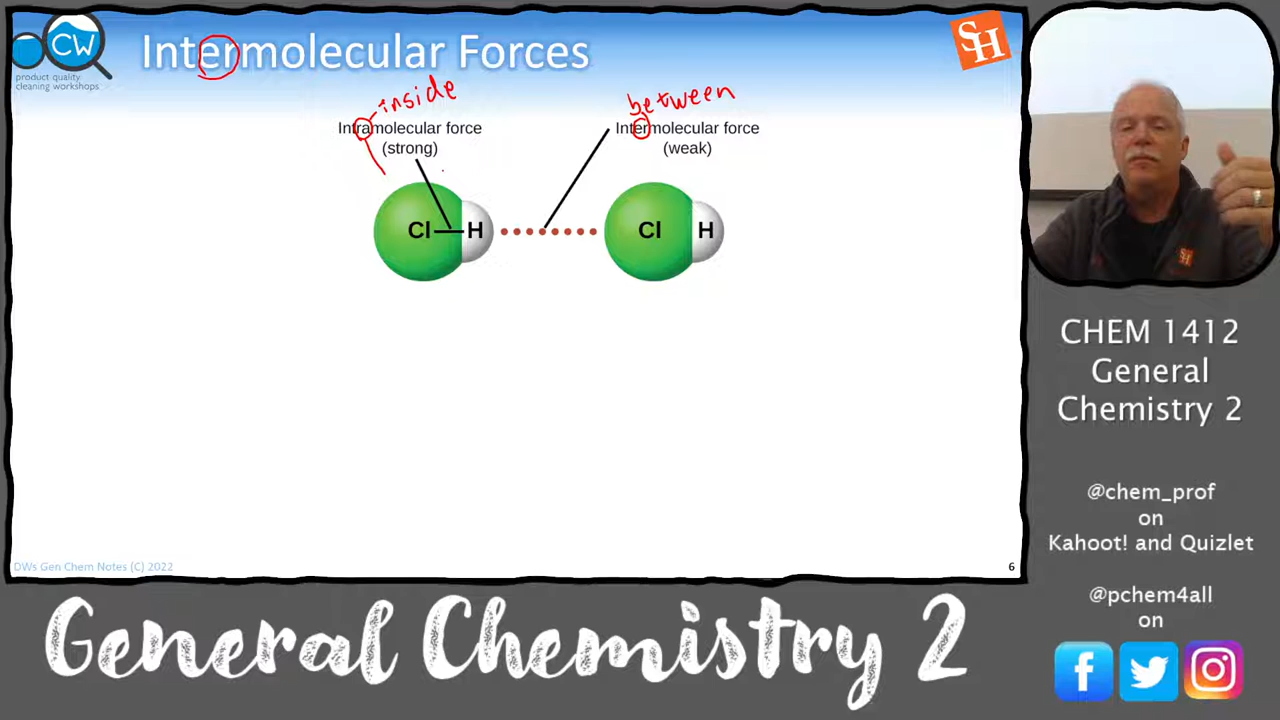 CW
product quality
cleaning workshops
Intermolecular Forces
SH
inside
between
Intramolecular force
(strong)
Intermolecular force
(weak)
Cl H
Cl H
SH
DWs Gen Chem Notes (C) 2022
6
CHEM 1412
General
Chemistry 2
@chem_prof
on
Kahoot! and Quizlet
@pchem4all
on
f
General Chemistry 2